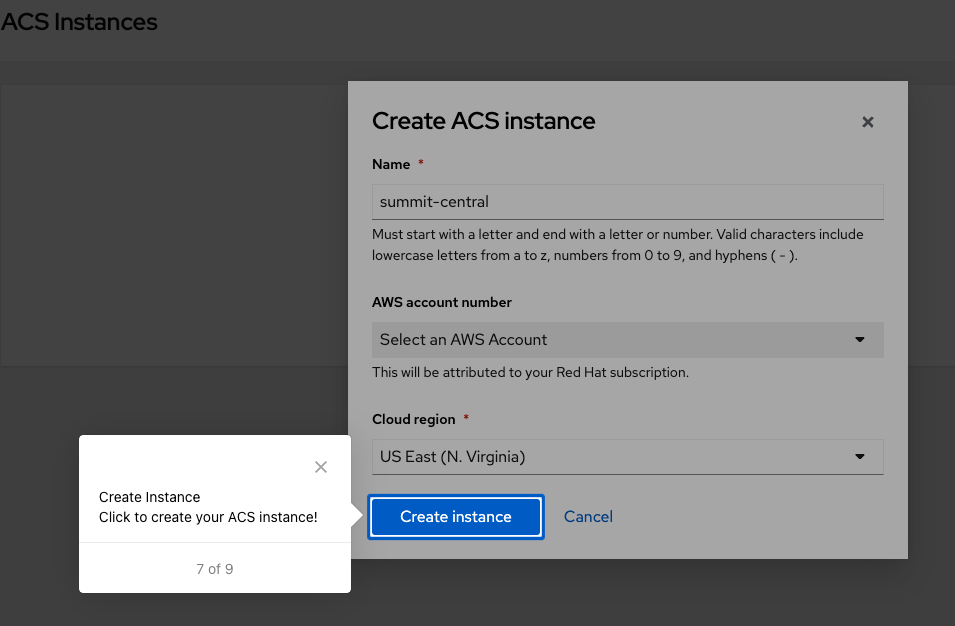 ACS Instances
Create ACS instance
Name *
summit-central
Must start with a letter and end with a letter or number. Valid characters include
lowercase letters from a to z, numbers from 0 to 9, and hyphens ( - ).
AWS account number
Select an AWS Account
This will be attributed to your Red Hat subscription.
Cloud region *
US East (N. Virginia)
Create instance
Cancel
Create Instance
Click to create your ACS instance!
7 of 9